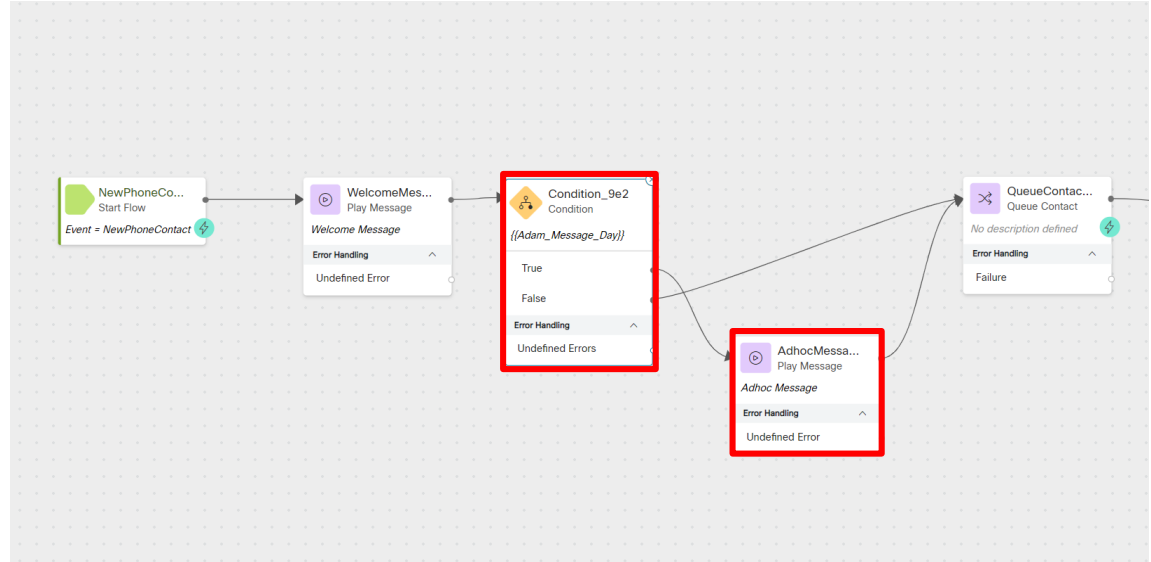 NewPhoneCo...
Start Flow
Event = NewPhoneContact
WelcomeMes...
Play Message
Welcome Message
Error Handling
Undefined Error
Condition_9e2
Condition
{{Adam_Message_Day}}
True
False
Error Handling
Undefined Errors
AdhocMessa...
Play Message
Adhoc Message
Error Handling
Undefined Error
QueueContac...
Queue Contact
No description defined
Error Handling
Failure